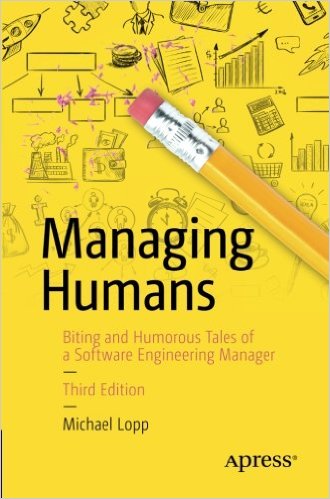 Managing
Humans
Biting and Humorous Tales of
a Software Engineering Manager
Third Edition
Michael Lopp
Apress®